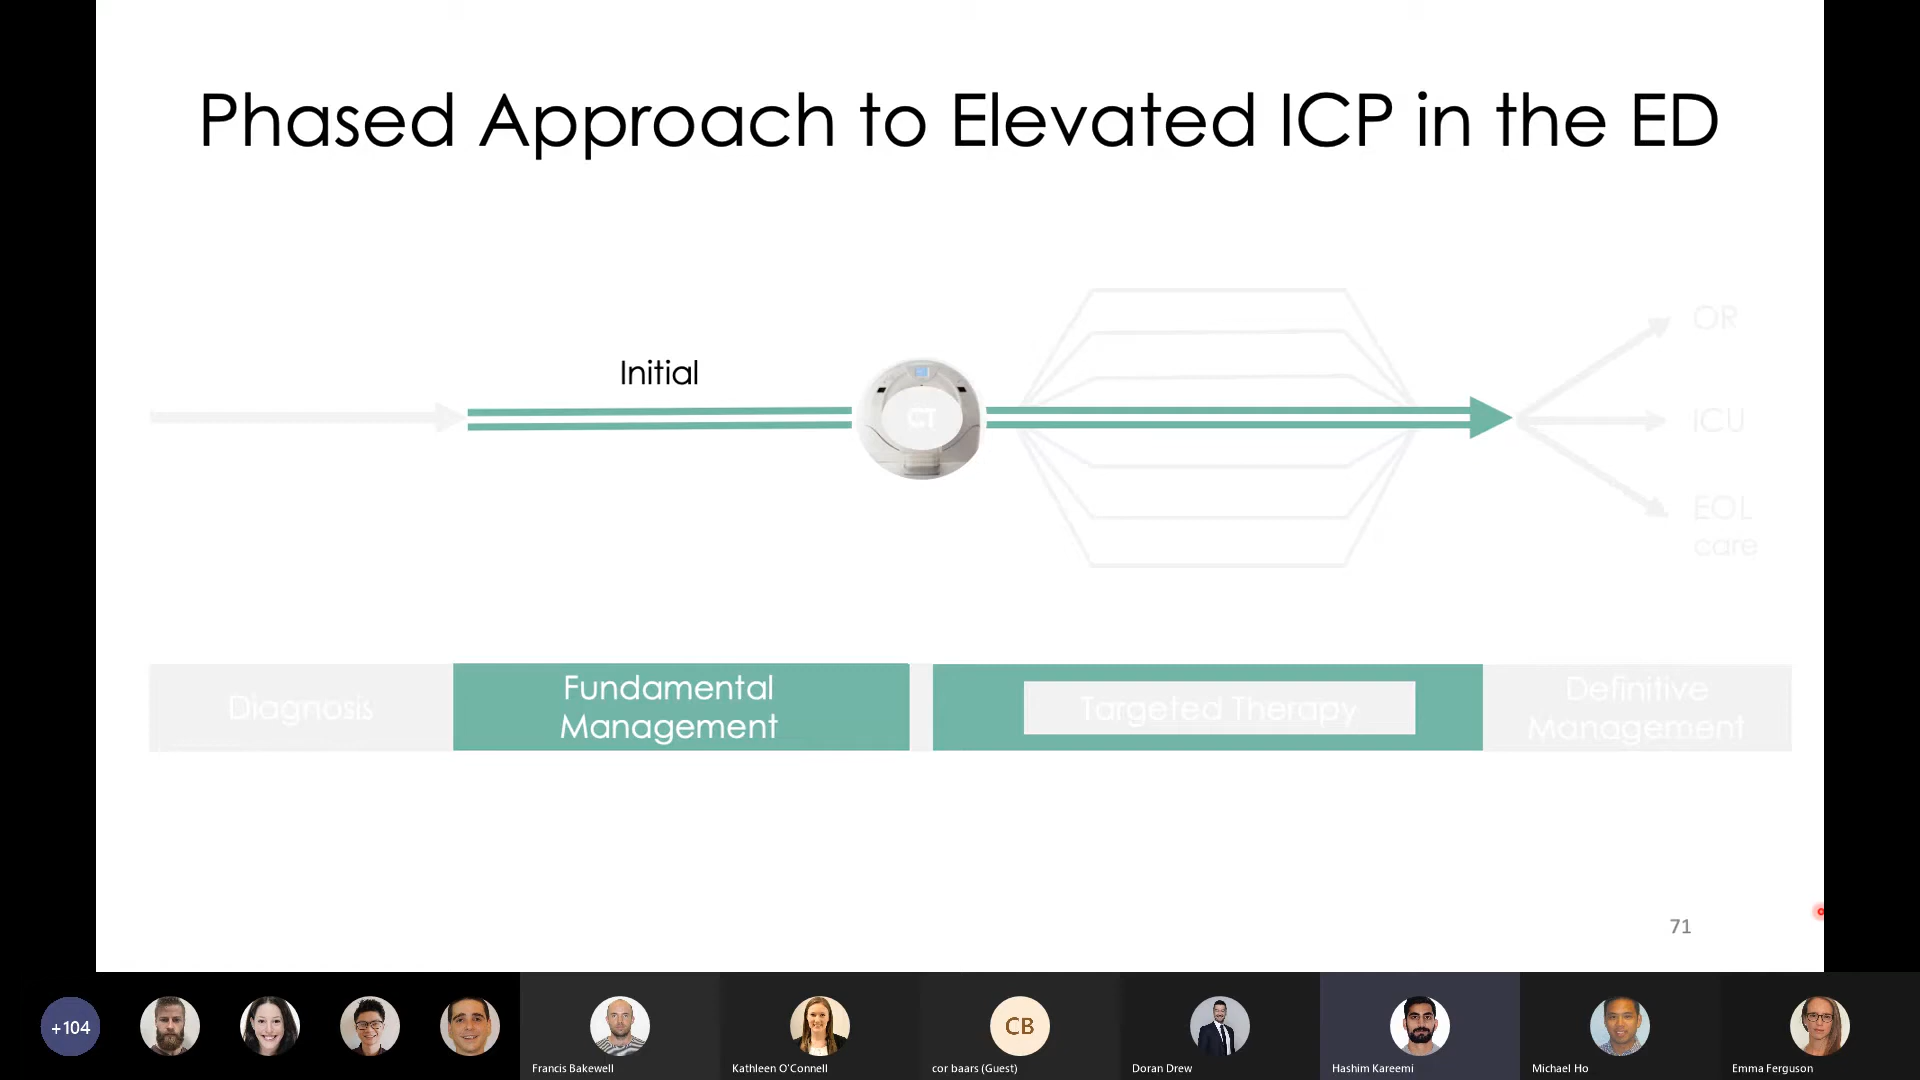 Phased Approach to Elevated ICP in the ED
Initial
CT
OR
ICU
EOL
care
Diagnosis
Fundamental
Management
Targeted Therapy
Definitive
Management
71
+104
CB
Francis Bakewell
Kathleen O'Connell
cor baars (Guest)
Doran Drew
Hashim Kareemi
Michael Ho
Emma Ferguson